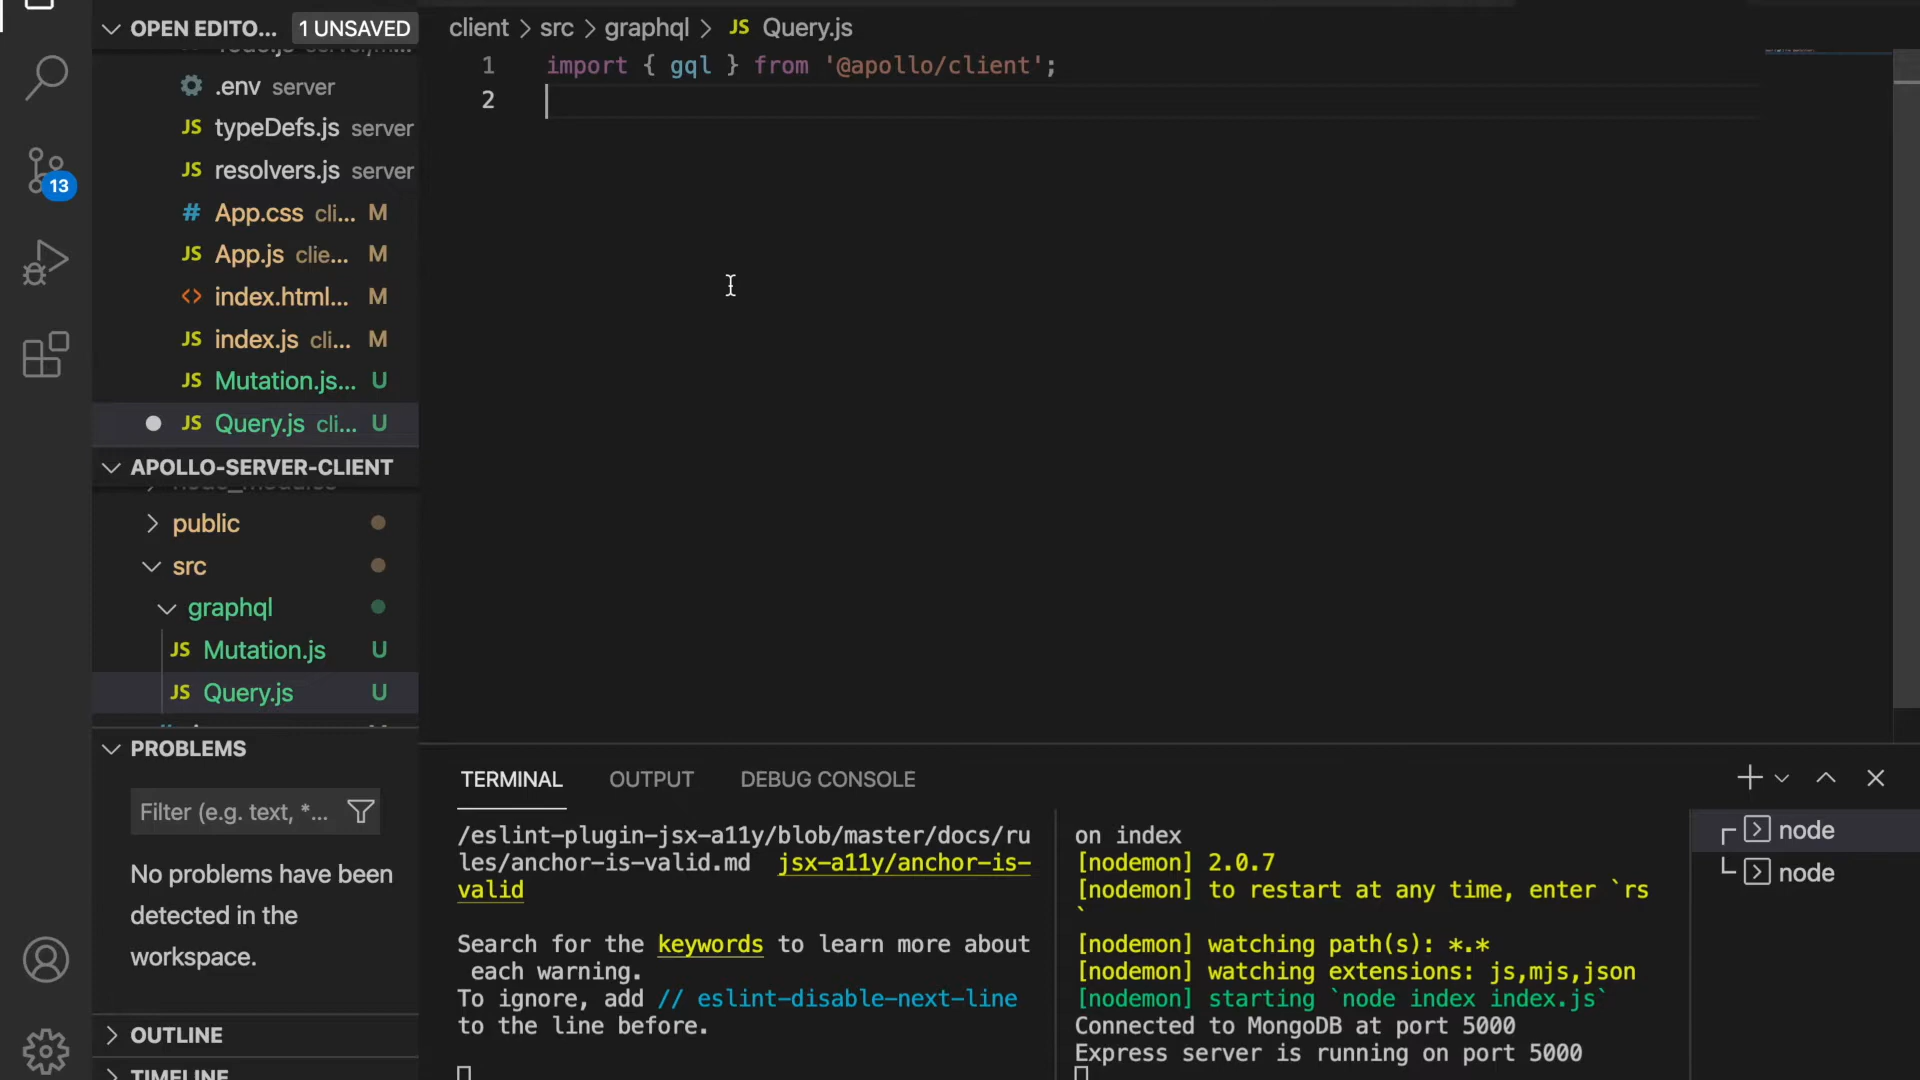 OPEN EDITO... 1 UNSAVED
.env server
typeDefs.js server
resolvers.js server
App.css cli... M
App.js clie... M
index.html... M
index.js cli... M
Mutation.js... U
Query.js cli... U
APOLLO-SERVER-CLIENT
public
src
graphql
Mutation.js U
Query.js U
PROBLEMS
Filter (e.g. text, *...
No problems have been
detected in the
workspace.
OUTLINE
TIMELINE
13
client > src > graphql > JS Query.js
1 import { gql } from '@apollo/client';
2
TERMINAL OUTPUT DEBUG CONSOLE
/eslint-plugin-jsx-a11y/blob/master/docs/ru
les/anchor-is-valid.md jsx-a11y/anchor-is-
valid
Search for the keywords to learn more about
each warning.
To ignore, add // eslint-disable-next-line
to the line before.
on index
[nodemon] 2.0.7
[nodemon] to restart at any time, enter `rs
`
[nodemon] watching path(s): *.*
[nodemon] watching extensions: js,mjs,json
[nodemon] starting `node index index.js`
Connected to MongoDB at port 5000
Express server is running on port 5000
node
node